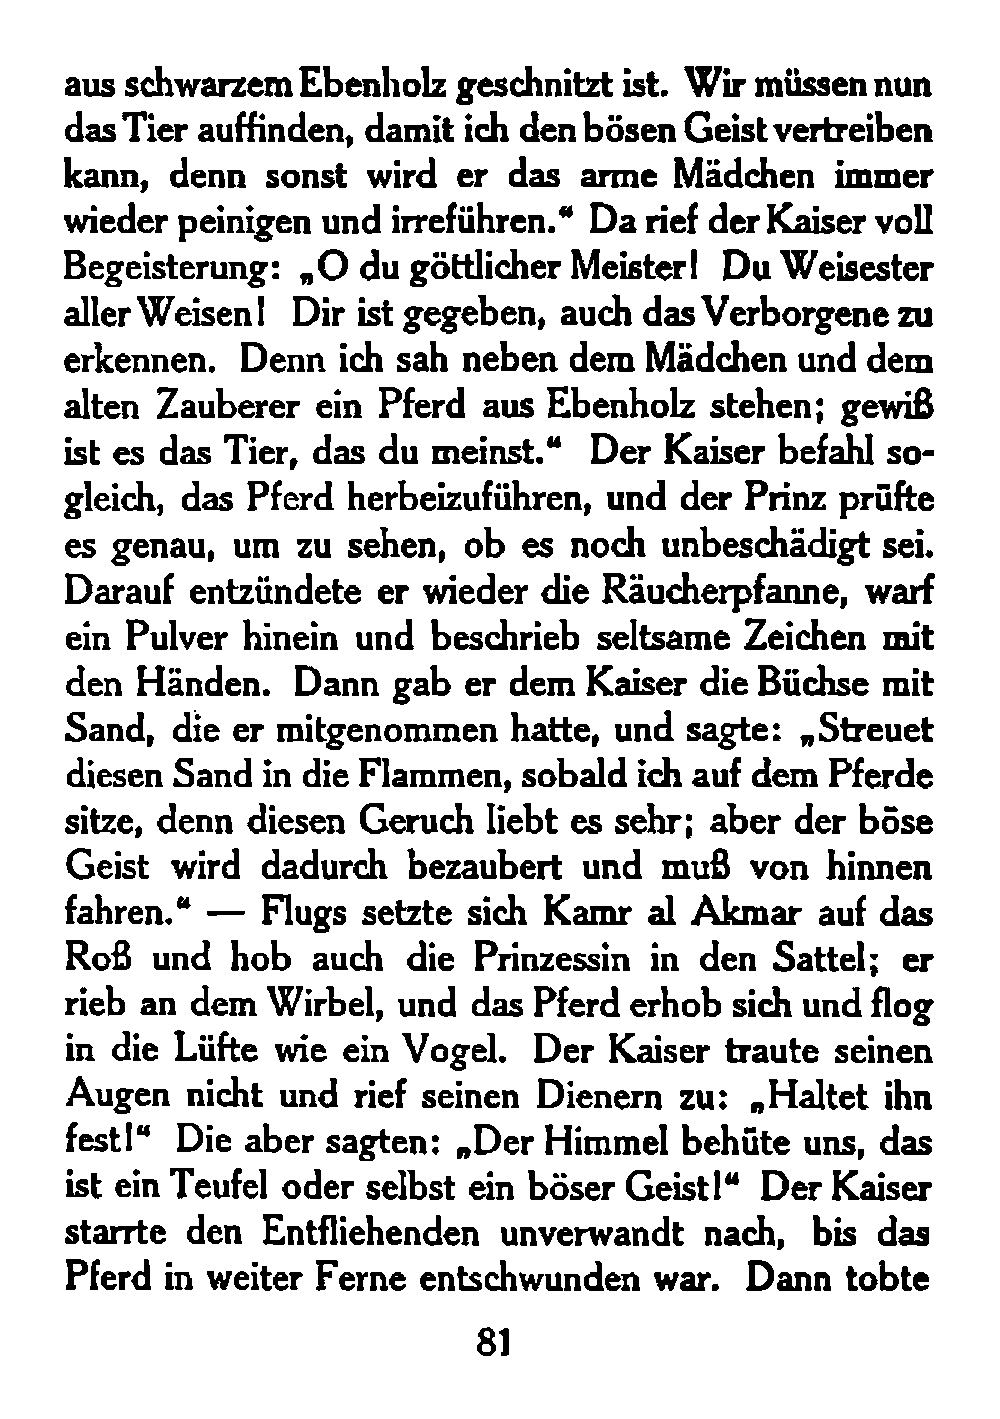 aus schwarzem Ebenholz geschnitzt ist. Wir müssen nun
das Tier auffinden, damit ich den bösen Geist vertreiben
kann, denn sonst wird er das arme Mädchen immer
wieder peinigen und irreführen.“ Da rief der Kaiser voll
Begeisterung: „O du göttlicher Meister! Du Weisester
aller Weisen! Dir ist gegeben, auch das Verborgene zu
erkennen. Denn ich sah neben dem Mädchen und dem
alten Zauberer ein Pferd aus Ebenholz stehen; gewiß
ist es das Tier, das du meinst.“ Der Kaiser befahl so-
gleich, das Pferd herbeizuführen, und der Prinz prüfte
es genau, um zu sehen, ob es noch unbeschädigt sei.
Darauf entzündete er wieder die Räucherpfanne, warf
ein Pulver hinein und beschrieb seltsame Zeichen mit
den Händen. Dann gab er dem Kaiser die Büchse mit
Sand, die er mitgenommen hatte, und sagte: „Streuet
diesen Sand in die Flammen, sobald ich auf dem Pferde
sitze, denn diesen Geruch liebt es sehr; aber der böse
Geist wird dadurch bezaubert und muß von hinnen
fahren.“ — Flugs setzte sich Kamr al Akmar auf das
Roß und hob auch die Prinzessin in den Sattel; er
rieb an dem Wirbel, und das Pferd erhob sich und flog
in die Lüfte wie ein Vogel. Der Kaiser traute seinen
Augen nicht und rief seinen Dienern zu: „Haltet ihn
fest!“ Die aber sagten: „Der Himmel behüte uns, das
ist ein Teufel oder selbst ein böser Geist!“ Der Kaiser
starrte den Entfliehenden unverwandt nach, bis das
Pferd in weiter Ferne entschwunden war. Dann tobte
81